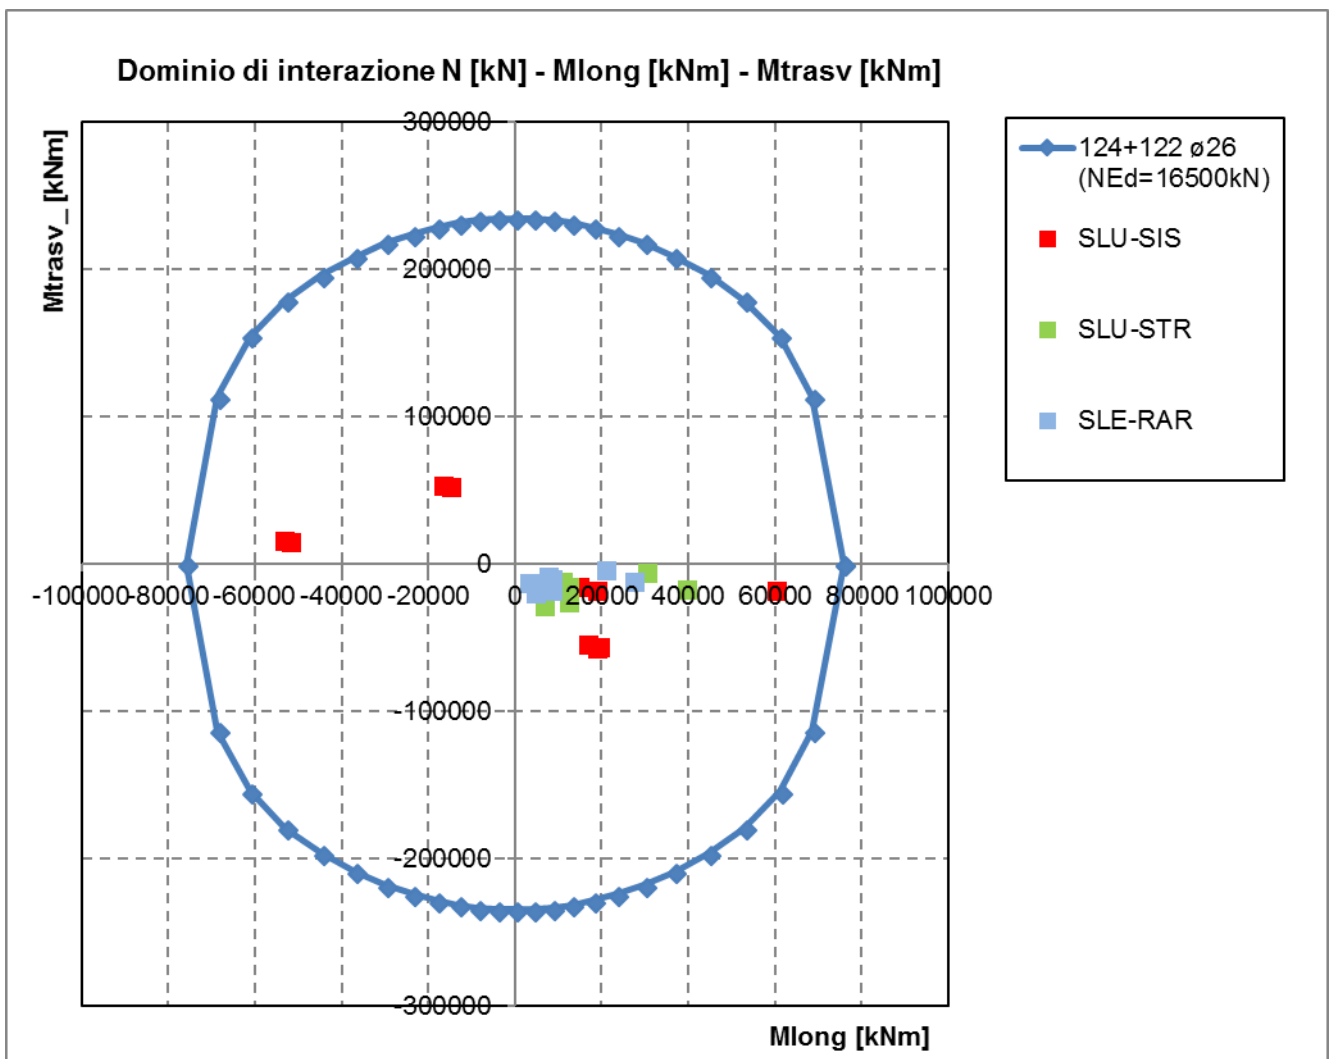 Dominio di interazione N [kN] - Mlong [kNm] - Mtrasv [kNm]
Mtrasv_ [kNm]
300000
200000
100000
0
-100000
-200000
-300000
-100000 -80000 -60000 -40000 -20000 0 20000 40000 60000 80000 100000
Mlong [kNm]
124+122 ø26
(NEd=16500kN)
SLU-SIS
SLU-STR
SLE-RAR